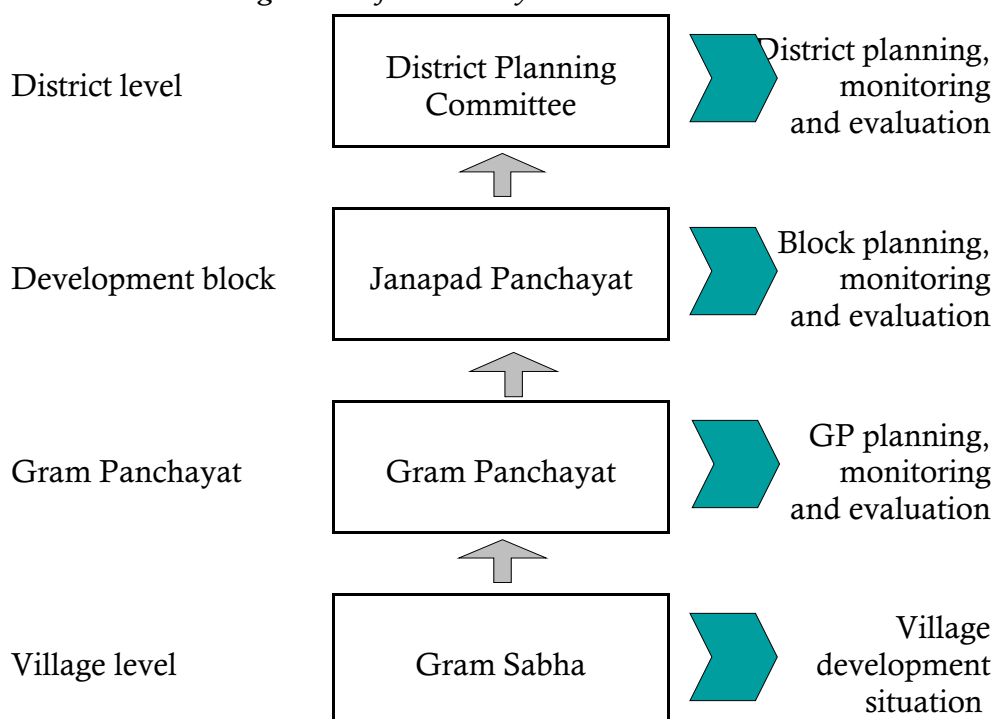 District level
District Planning
Committee
District planning,
monitoring
and evaluation
Development block
Janapad Panchayat
Block planning,
monitoring
and evaluation
Gram Panchayat
Gram Panchayat
GP planning,
monitoring
and evaluation
Village level
Gram Sabha
Village
development
situation